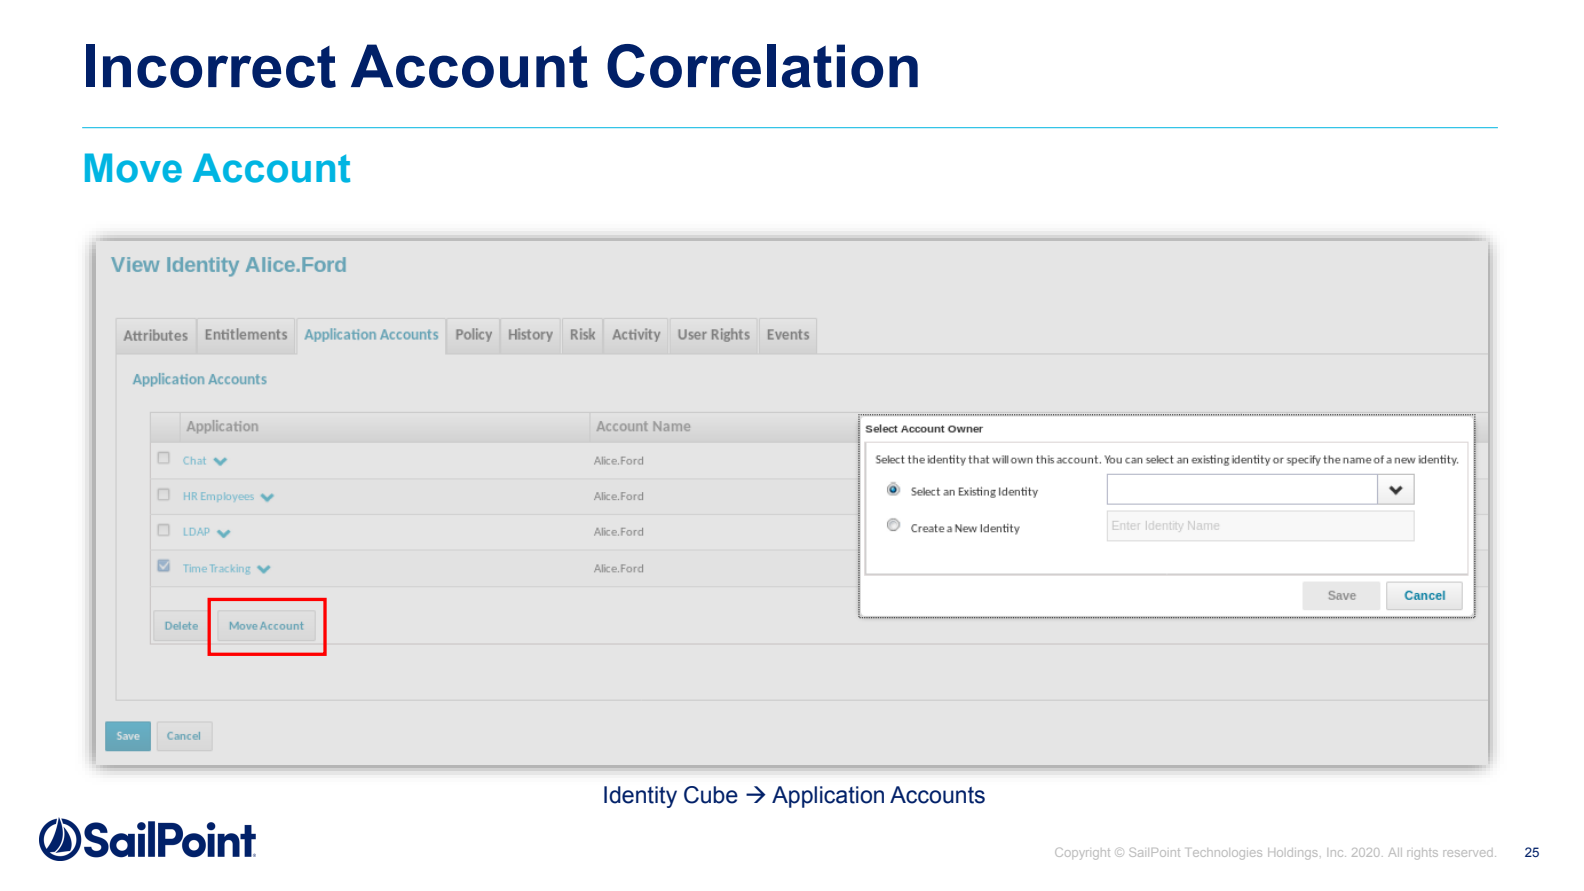 Incorrect Account Correlation
Move Account
View Identity Alice.Ford
Attributes Entitlements Application Accounts Policy History Risk Activity User Rights Events
Application Accounts
Application Account Name
Chat Alice.Ford
HR Employees Alice.Ford
LDAP Alice.Ford
Time Tracking Alice.Ford
Delete Move Account
Select Account Owner
Select the identity that will own this account. You can select an existing identity or specify the name of a new identity.
Select an Existing Identity
Create a New Identity Enter Identity Name
Save Cancel
Save Cancel
Identity Cube → Application Accounts
SailPoint
Copyright © SailPoint Technologies Holdings, Inc. 2020. All rights reserved. 25